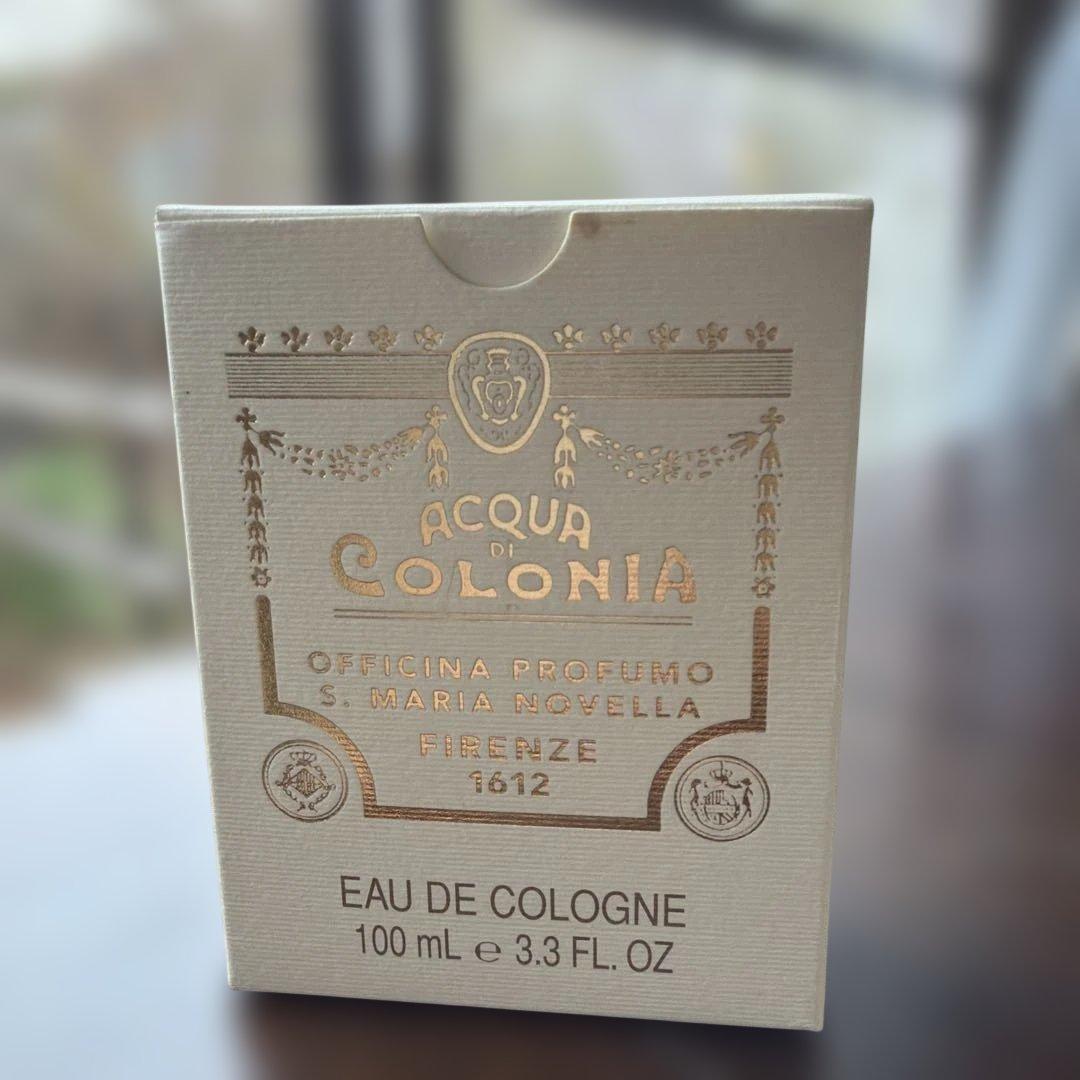 ACQUA
DI
COLONIA
OFFICINA PROFUMO
S. MARIA NOVELLA
FIRENZE
1612
EAU DE COLOGNE
100 mL ℮ 3.3 FL. OZ